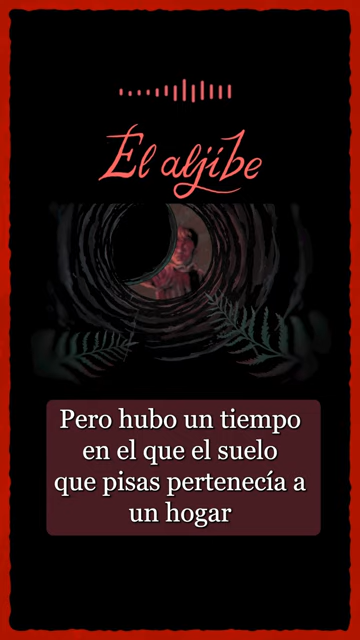 El aljibe
Pero hubo un tiempo
en el que el suelo
que pisas pertenecía a
un hogar